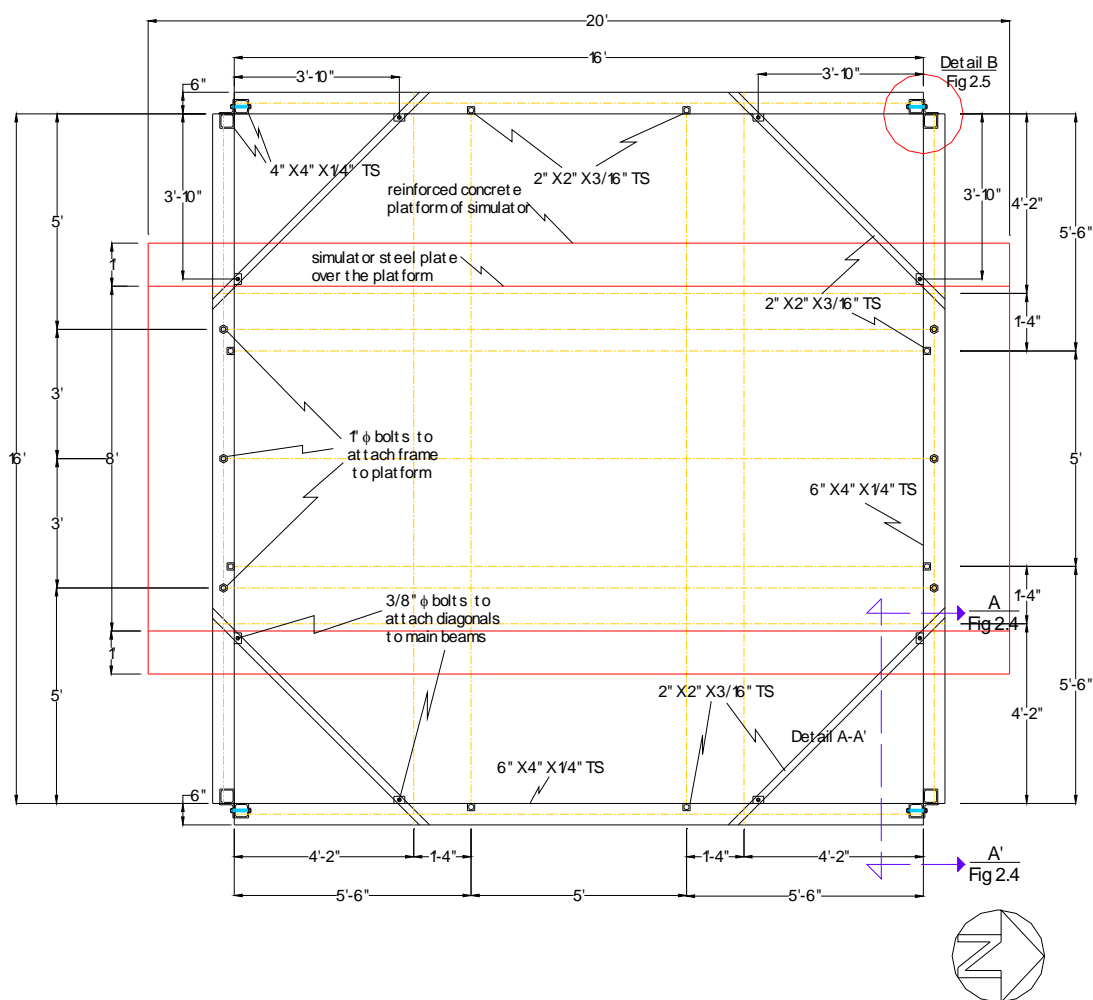 20'
16'
3'-10"
3'-10"
6"
Detail B
Fig 2.5
4" X4" X1/4" TS
2" X2" X3/16" TS
3'-10"
3'-10"
4'-2"
5'
5'-6"
reinforced concrete
platform of simulator
1
simulator steel plate
over the platform
2" X2" X3/16" TS
1-4"
3'
1" ϕ bolts to
attach frame
to platform
16'
8'
5'
6" X4" X1/4" TS
3'
3/8" ϕ bolts to
attach diagonals
to main beams
1-4"
A
Fig 2.4
1
5'
2" X2" X3/16" TS
5'-6"
4'-2"
Detail A-A'
6" X4" X1/4" TS
6"
4'-2"
1-4"
1-4"
4'-2"
A'
Fig 2.4
5'-6"
5'
5'-6"
N